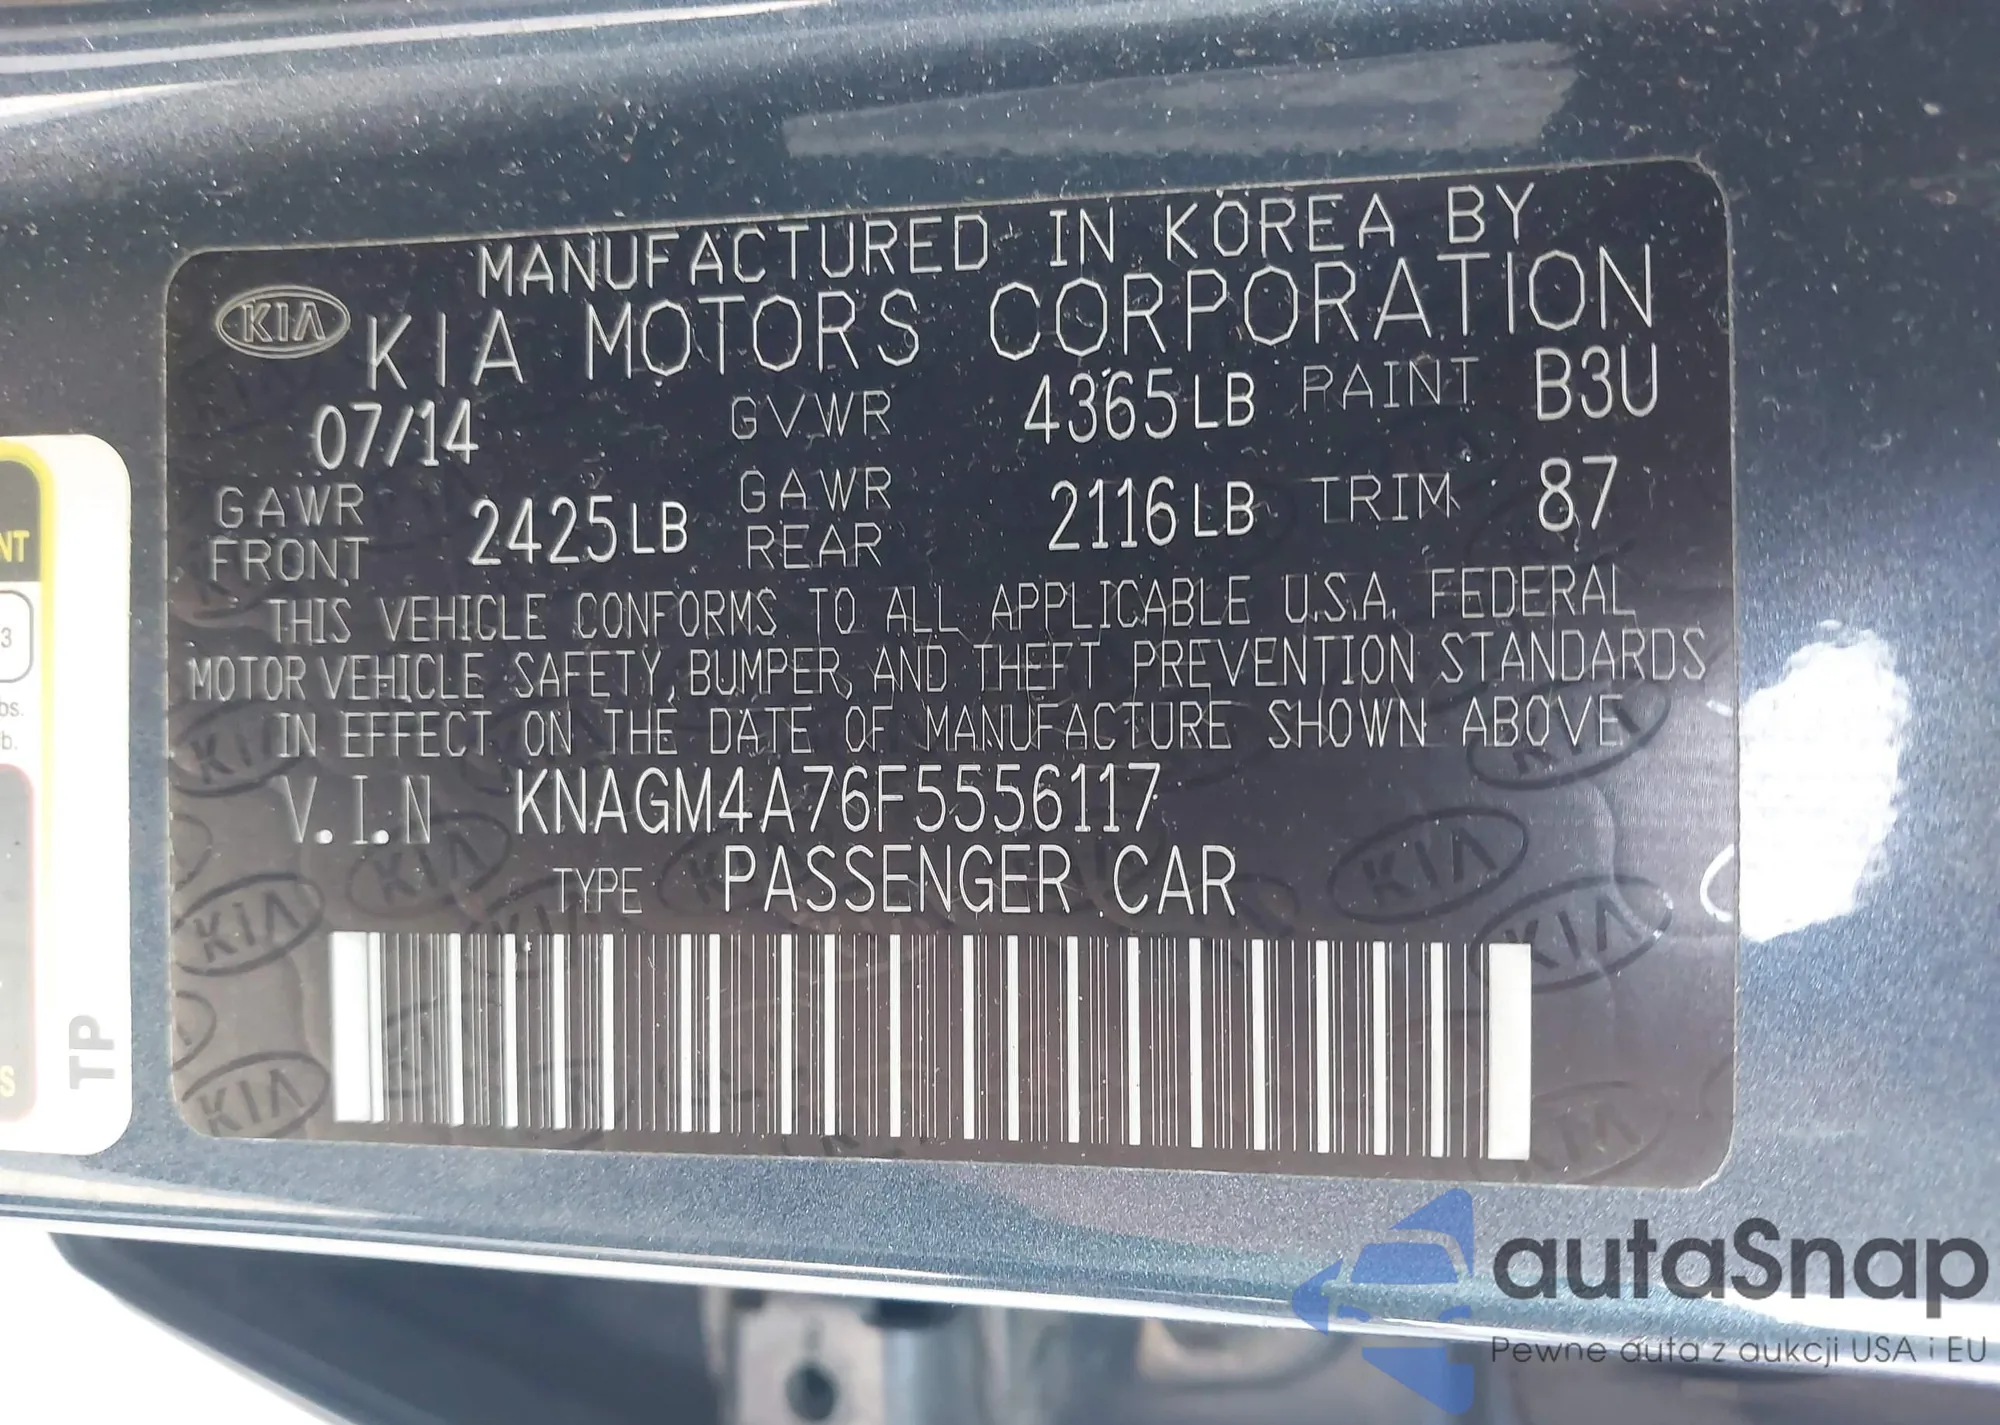 MANUFACTURED IN KOREA BY
KIA KIA MOTORS CORPORATION
07/14 GVWR 4365LB PAINT B3U
GAWR FRONT 2425LB GAWR REAR 2116LB TRIM 87
THIS VEHICLE CONFORMS TO ALL APPLICABLE U.S.A. FEDERAL
MOTOR VEHICLE SAFETY, BUMPER, AND THEFT PREVENTION STANDARDS
IN EFFECT ON THE DATE OF MANUFACTURE SHOWN ABOVE
V.I.N KNAGM4A76F5556117
TYPE PASSENGER CAR
TP
autaSnap
Pewne auta z aukcji USA i EU